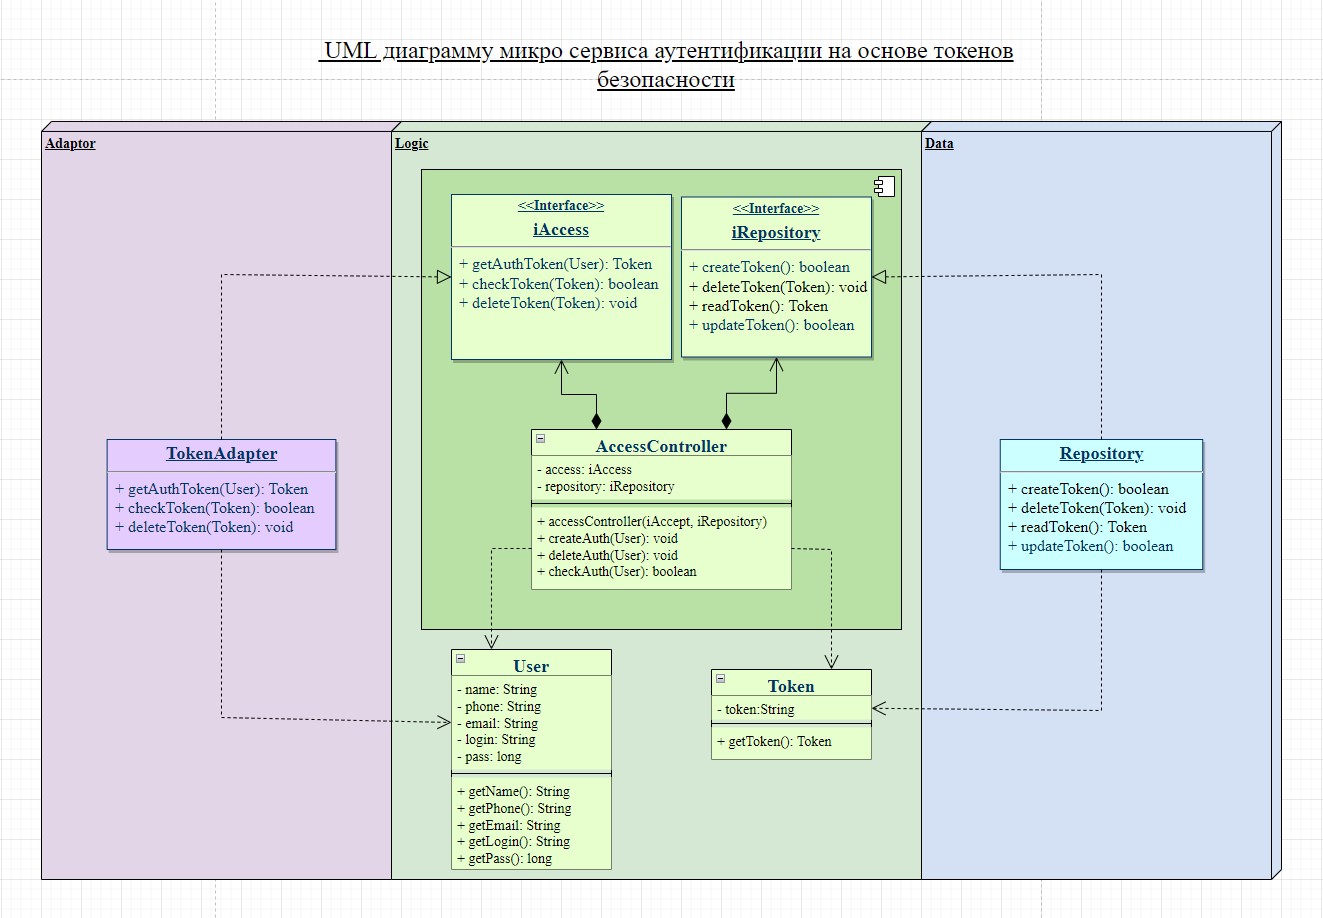 UML диаграмму микро сервиса аутентификации на основе токенов
безопасности
Adaptor
Logic
Data
<<Interface>>
iAccess
+ getAuthToken(User): Token
+ checkToken(Token): boolean
+ deleteToken(Token): void
<<Interface>>
iRepository
+ createToken(): boolean
+ deleteToken(Token): void
+ readToken(): Token
+ updateToken(): boolean
TokenAdapter
+ getAuthToken(User): Token
+ checkToken(Token): boolean
+ deleteToken(Token): void
AccessController
- access: iAccess
- repository: iRepository
+ accessController(iAccept, iRepository)
+ createAuth(User): void
+ deleteAuth(User): void
+ checkAuth(User): boolean
Repository
+ createToken(): boolean
+ deleteToken(Token): void
+ readToken(): Token
+ updateToken(): boolean
User
- name: String
- phone: String
- email: String
- login: String
- pass: long
+ getName(): String
+ getPhone(): String
+ getEmail: String
+ getLogin(): String
+ getPass(): long
Token
- token:String
+ getToken(): Token